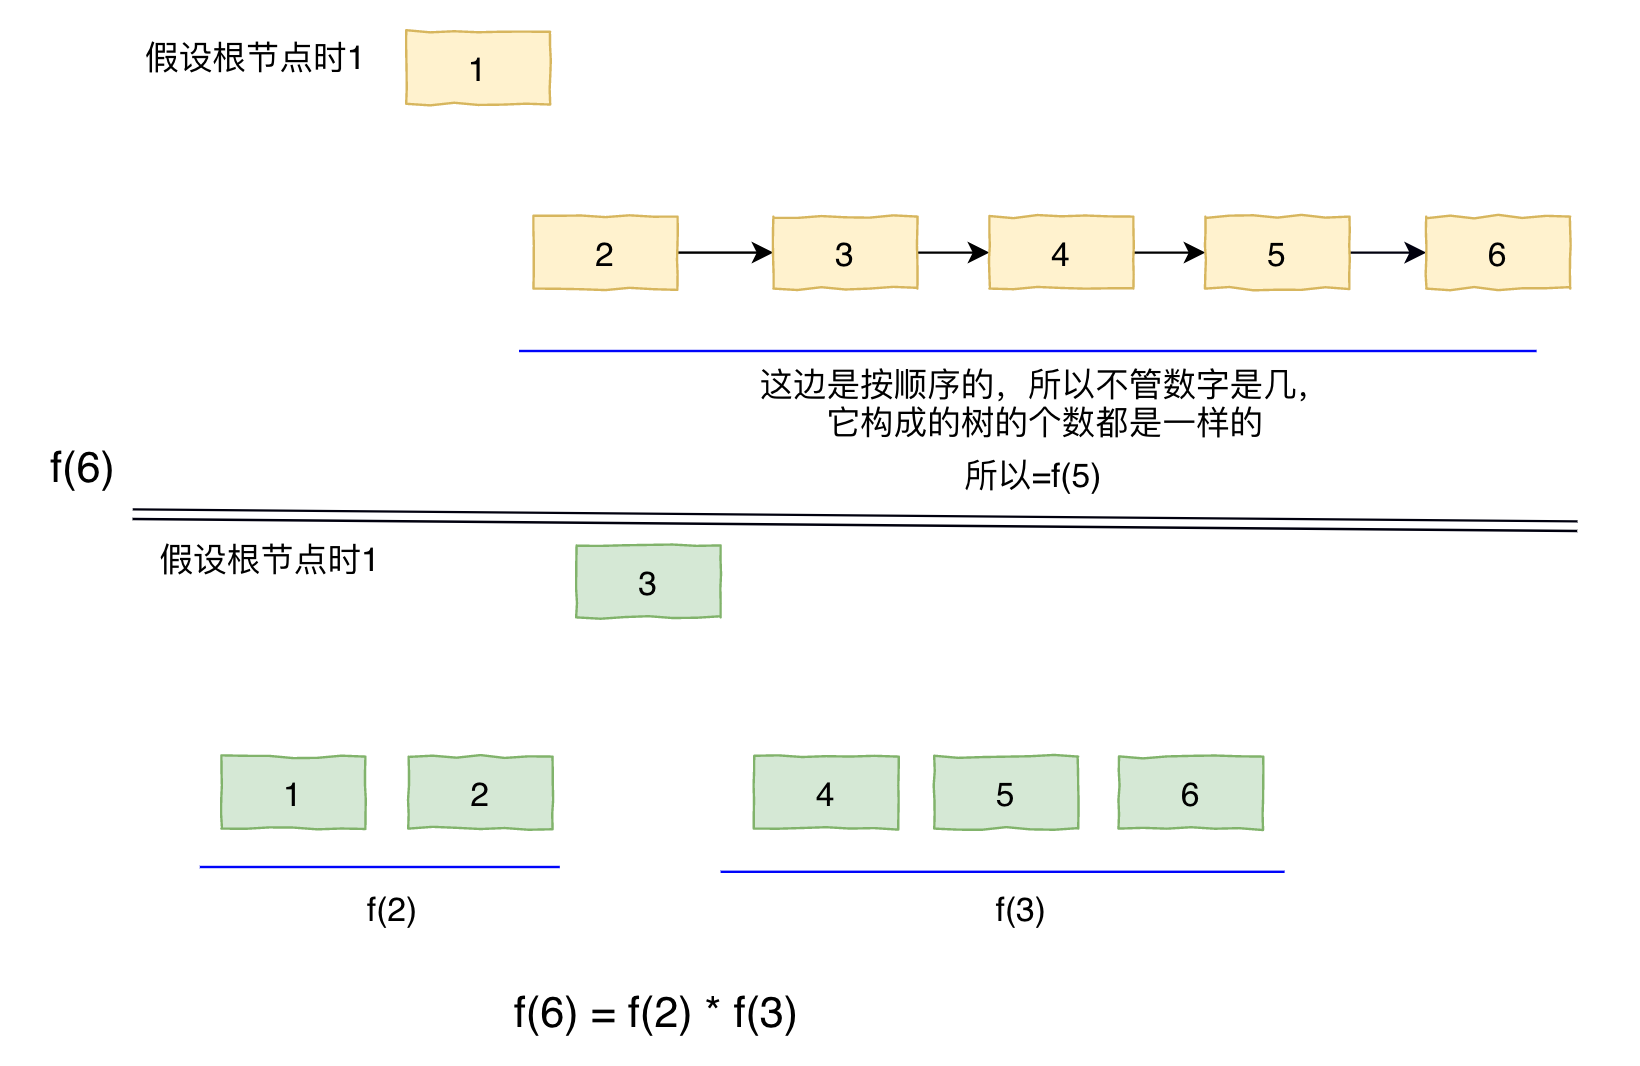 假设根节点时1
1
2
3
4
5
6
这边是按顺序的，所以不管数字是几，
它构成的树的个数都是一样的
所以=f(5)
f(6)
假设根节点时1
3
1
2
4
5
6
f(2)
f(3)
f(6) = f(2) * f(3)